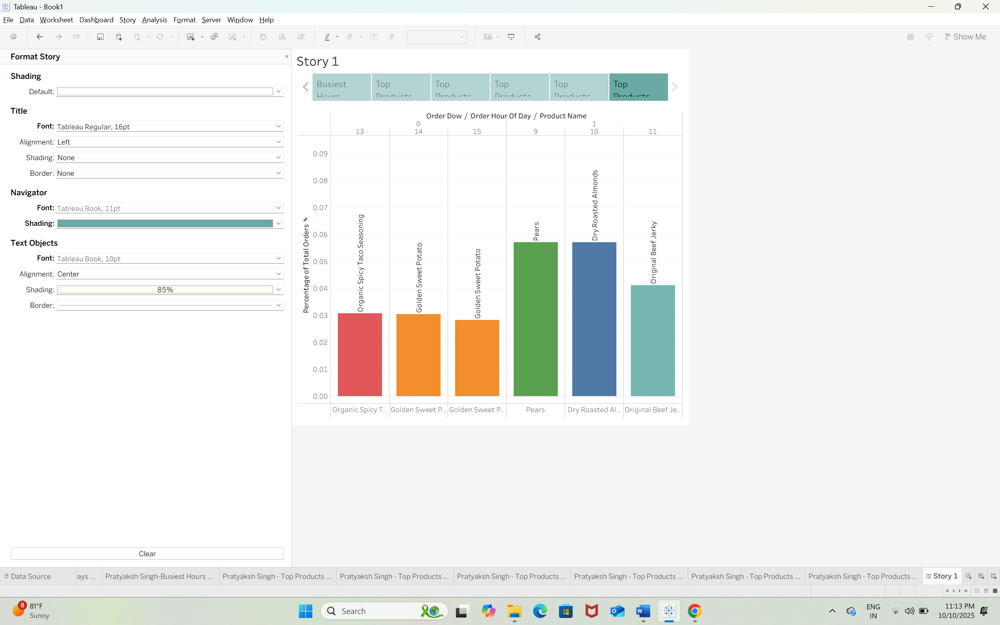 Tableau - Book1
File Data Worksheet Dashboard Story Analysis Format Server Window Help
Show Me
Format Story
Shading
Default:
Title
Font: Tableau Regular, 16pt
Alignment: Left
Shading: None
Border: None
Navigator
Font: Tableau Book, 11pt
Shading:
Text Objects
Font: Tableau Book, 10pt
Alignment: Center
Shading: 85%
Border:
Clear
Story 1
Busiest Hours
Top Products
Top Products
Top Products
Top Products
Top Products
Order Dow / Order Hour Of Day / Product Name
0 1
13 14 15 9 10 11
Percentage of Total Orders
0.09
0.08
0.07
0.06
0.05
0.04
0.03
0.02
0.01
0.00
Organic Spicy Taco Seasoning
Golden Sweet Potato
Golden Sweet Potato
Pears
Dry Roasted Almonds
Original Beef Jerky
Organic Spicy T.. Golden Sweet P.. Golden Sweet P.. Pears Dry Roasted Al.. Original Beef Je..
Data Source ays ... Pratyaksh Singh-Busiest Hours ... Pratyaksh Singh - Top Products ... Pratyaksh Singh - Top Products ... Pratyaksh Singh - Top Products ... Pratyaksh Singh - Top Products ... Pratyaksh Singh - Top Products ... Pratyaksh Singh - Top Products ... Story 1
8 81°F
Sunny
Search
ENG
IN
11:13 PM
10/10/2025